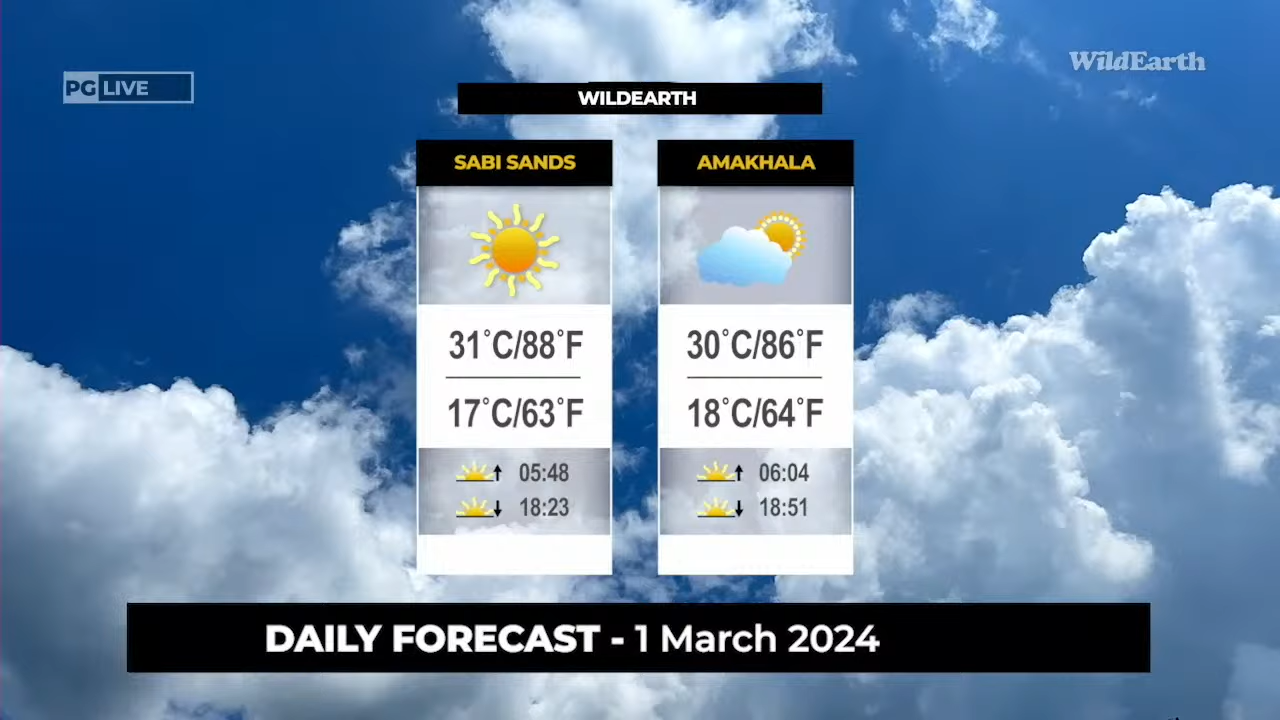 PG LIVE
WildEarth
WILDEARTH
SABI SANDS
31°C/88°F
17°C/63°F
05:48
18:23
AMAKHALA
30°C/86°F
18°C/64°F
06:04
18:51
DAILY FORECAST - 1 March 2024